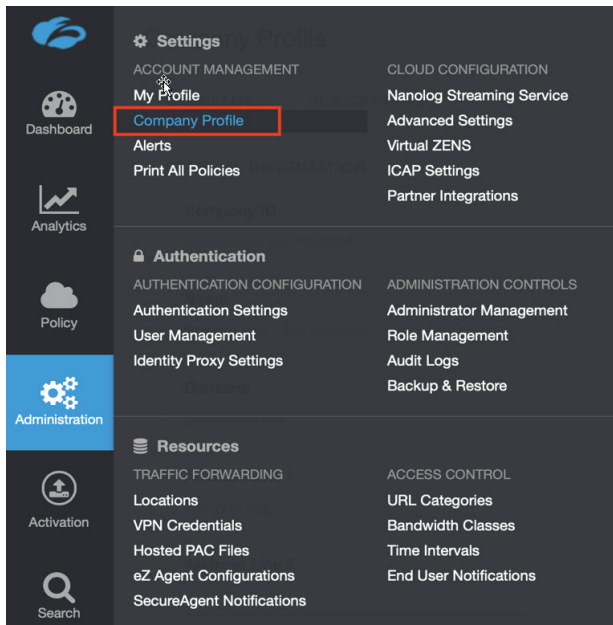 Dashboard
Analytics
Policy
Administration
Activation
Search
Settings
ACCOUNT MANAGEMENT
My Profile
Company Profile
Alerts
Print All Policies
CLOUD CONFIGURATION
Nanolog Streaming Service
Advanced Settings
Virtual ZENS
ICAP Settings
Partner Integrations
Authentication
AUTHENTICATION CONFIGURATION
Authentication Settings
User Management
Identity Proxy Settings
ADMINISTRATION CONTROLS
Administrator Management
Role Management
Audit Logs
Backup & Restore
Resources
TRAFFIC FORWARDING
Locations
VPN Credentials
Hosted PAC Files
eZ Agent Configurations
SecureAgent Notifications
ACCESS CONTROL
URL Categories
Bandwidth Classes
Time Intervals
End User Notifications
Company ID